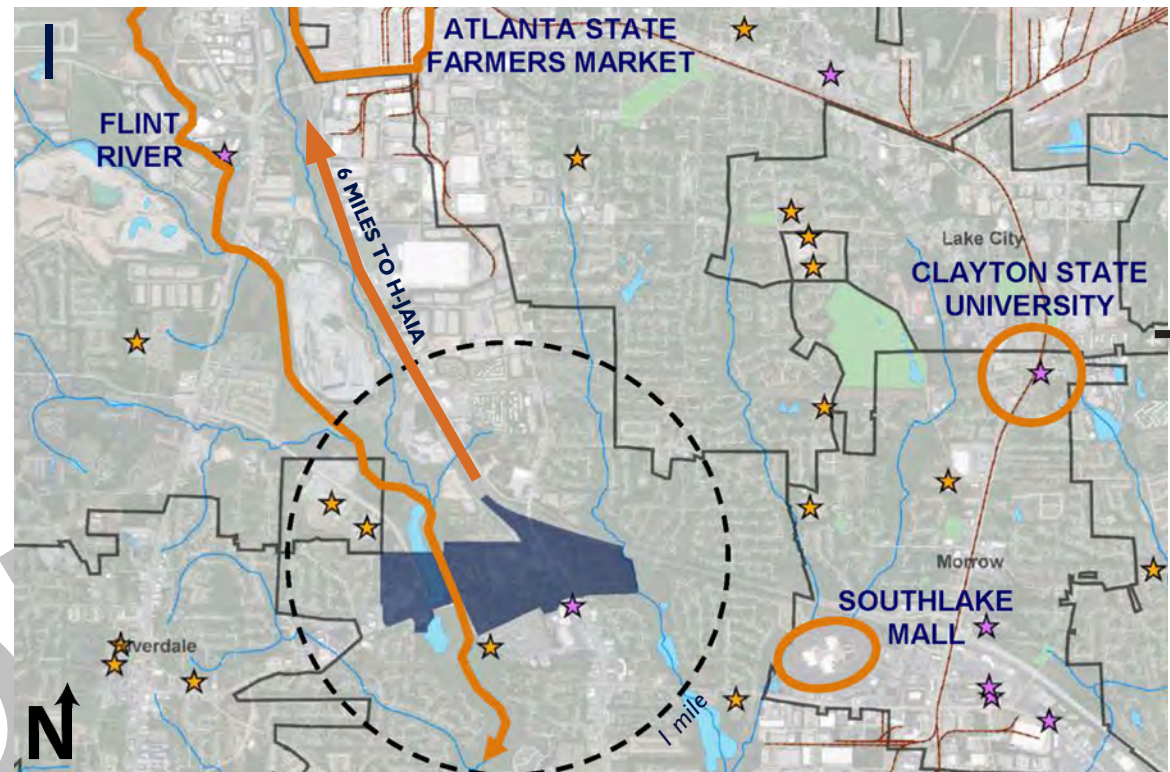 I
ATLANTA STATE
FARMERS MARKET
FLINT
RIVER
6 MILES TO H-JAIA
Lake City
CLAYTON STATE
UNIVERSITY
Morrow
SOUTHLAKE
MALL
1 mile
N